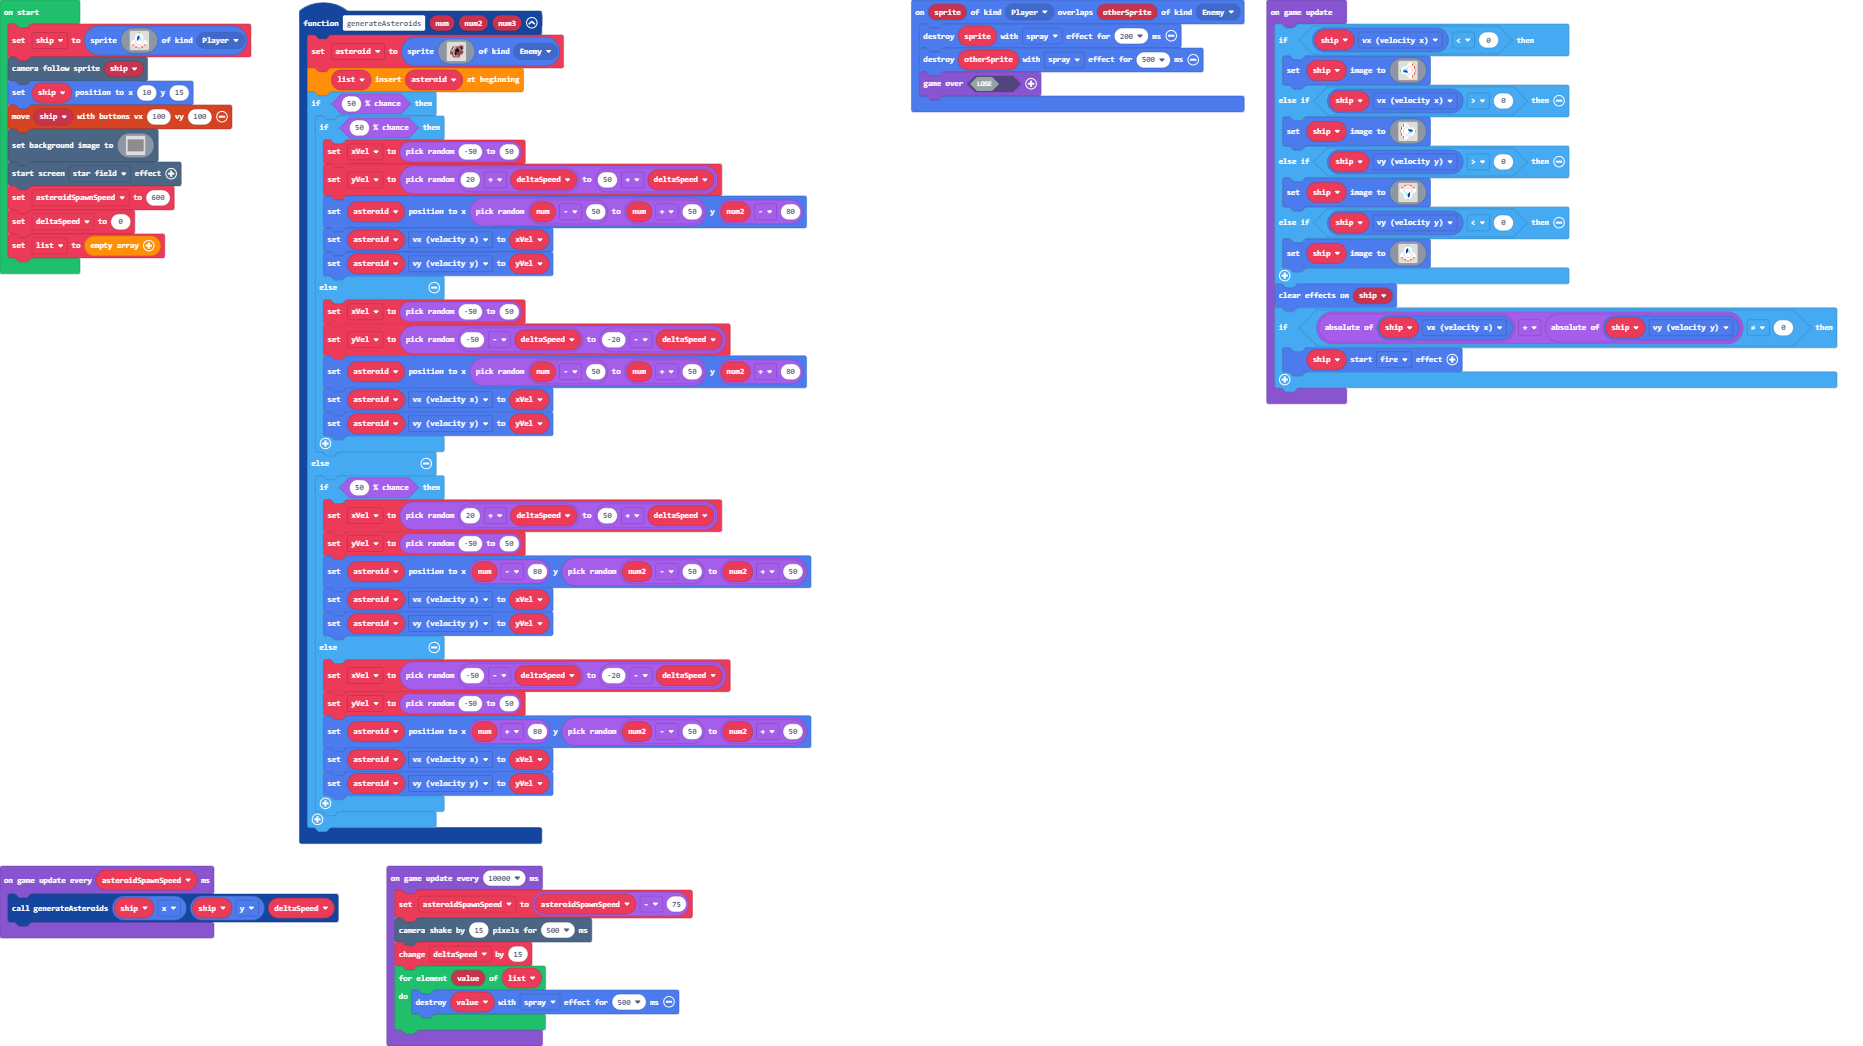 on start
set ship to sprite of kind Player
camera follow sprite ship
set ship position to x 10 y 15
move ship with buttons vx 100 vy 100
set background image to
start screen star field effect
set asteroidSpawnSpeed to 600
set deltaSpeed to 0
set list to empty array
function generateAsteroids num num2 num3
set asteroid to sprite of kind Enemy
list insert asteroid at beginning
if 50 % chance then
if 50 % chance then
set xVel to pick random -50 to 50
set yVel to pick random 20 + deltaSpeed to 50 + deltaSpeed
set asteroid position to x pick random num - 50 to num + 50 y num2 - 80
set asteroid vx (velocity x) to xVel
set asteroid vy (velocity y) to yVel
else
set xVel to pick random -50 to 50
set yVel to pick random -50 - deltaSpeed to -20 - deltaSpeed
set asteroid position to x pick random num - 50 to num + 50 y num2 + 80
set asteroid vx (velocity x) to xVel
set asteroid vy (velocity y) to yVel
else
if 50 % chance then
set xVel to pick random 20 + deltaSpeed to 50 + deltaSpeed
set yVel to pick random -50 to 50
set asteroid position to x num - 80 y pick random num2 - 50 to num2 + 50
set asteroid vx (velocity x) to xVel
set asteroid vy (velocity y) to yVel
else
set xVel to pick random -50 - deltaSpeed to -20 - deltaSpeed
set yVel to pick random -50 to 50
set asteroid position to x num + 80 y pick random num2 - 50 to num2 + 50
set asteroid vx (velocity x) to xVel
set asteroid vy (velocity y) to yVel
on sprite of kind Player overlaps otherSprite of kind Enemy
destroy sprite with spray effect for 200 ms
destroy otherSprite with spray effect for 500 ms
game over LOSE
on game update
if ship vx (velocity x) < 0 then
set ship image to
else if ship vx (velocity x) > 0 then
set ship image to
else if ship vy (velocity y) > 0 then
set ship image to
else if ship vy (velocity y) < 0 then
set ship image to
clear effects on ship
if absolute of ship vx (velocity x) + absolute of ship vy (velocity y) ≠ 0 then
ship start fire effect
on game update every asteroidSpawnSpeed ms
call generateAsteroids ship x ship y deltaSpeed
on game update every 10000 ms
set asteroidSpawnSpeed to asteroidSpawnSpeed - 75
camera shake by 15 pixels for 500 ms
change deltaSpeed by 15
for element value of list
do destroy value with spray effect for 500 ms